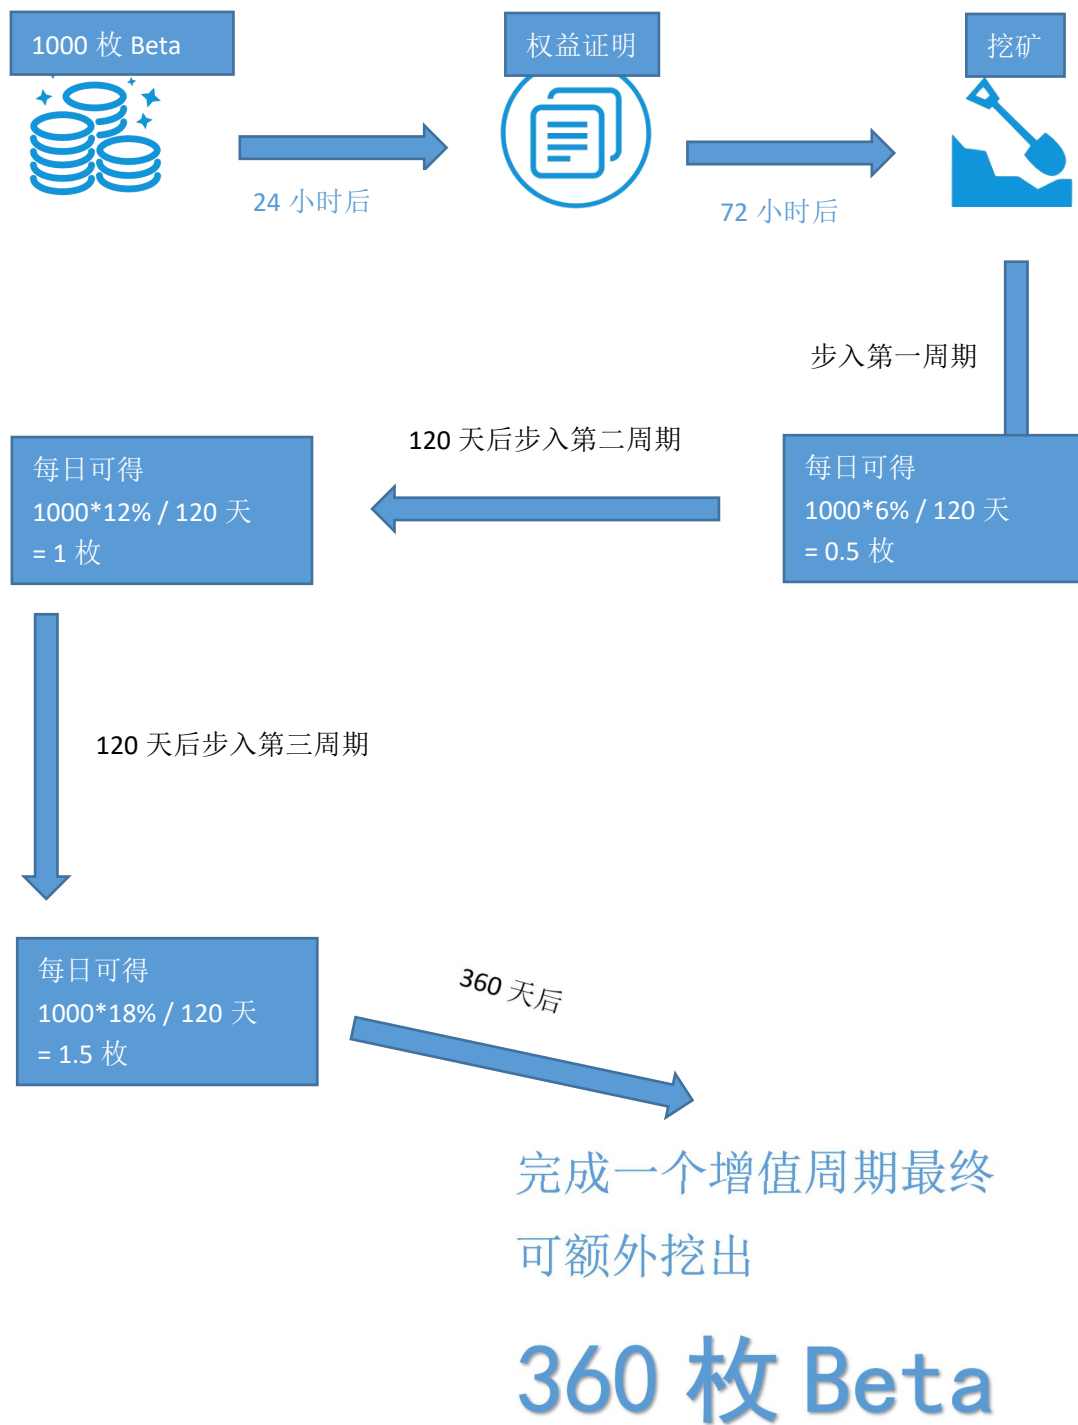 1000 枚 Beta
权益证明
挖矿
24 小时后
72 小时后
步入第一周期
每日可得
1000*6% / 120 天
= 0.5 枚
120 天后步入第二周期
每日可得
1000*12% / 120 天
= 1 枚
120 天后步入第三周期
每日可得
1000*18% / 120 天
= 1.5 枚
360 天后
完成一个增值周期最终
可额外挖出
360 枚 Beta